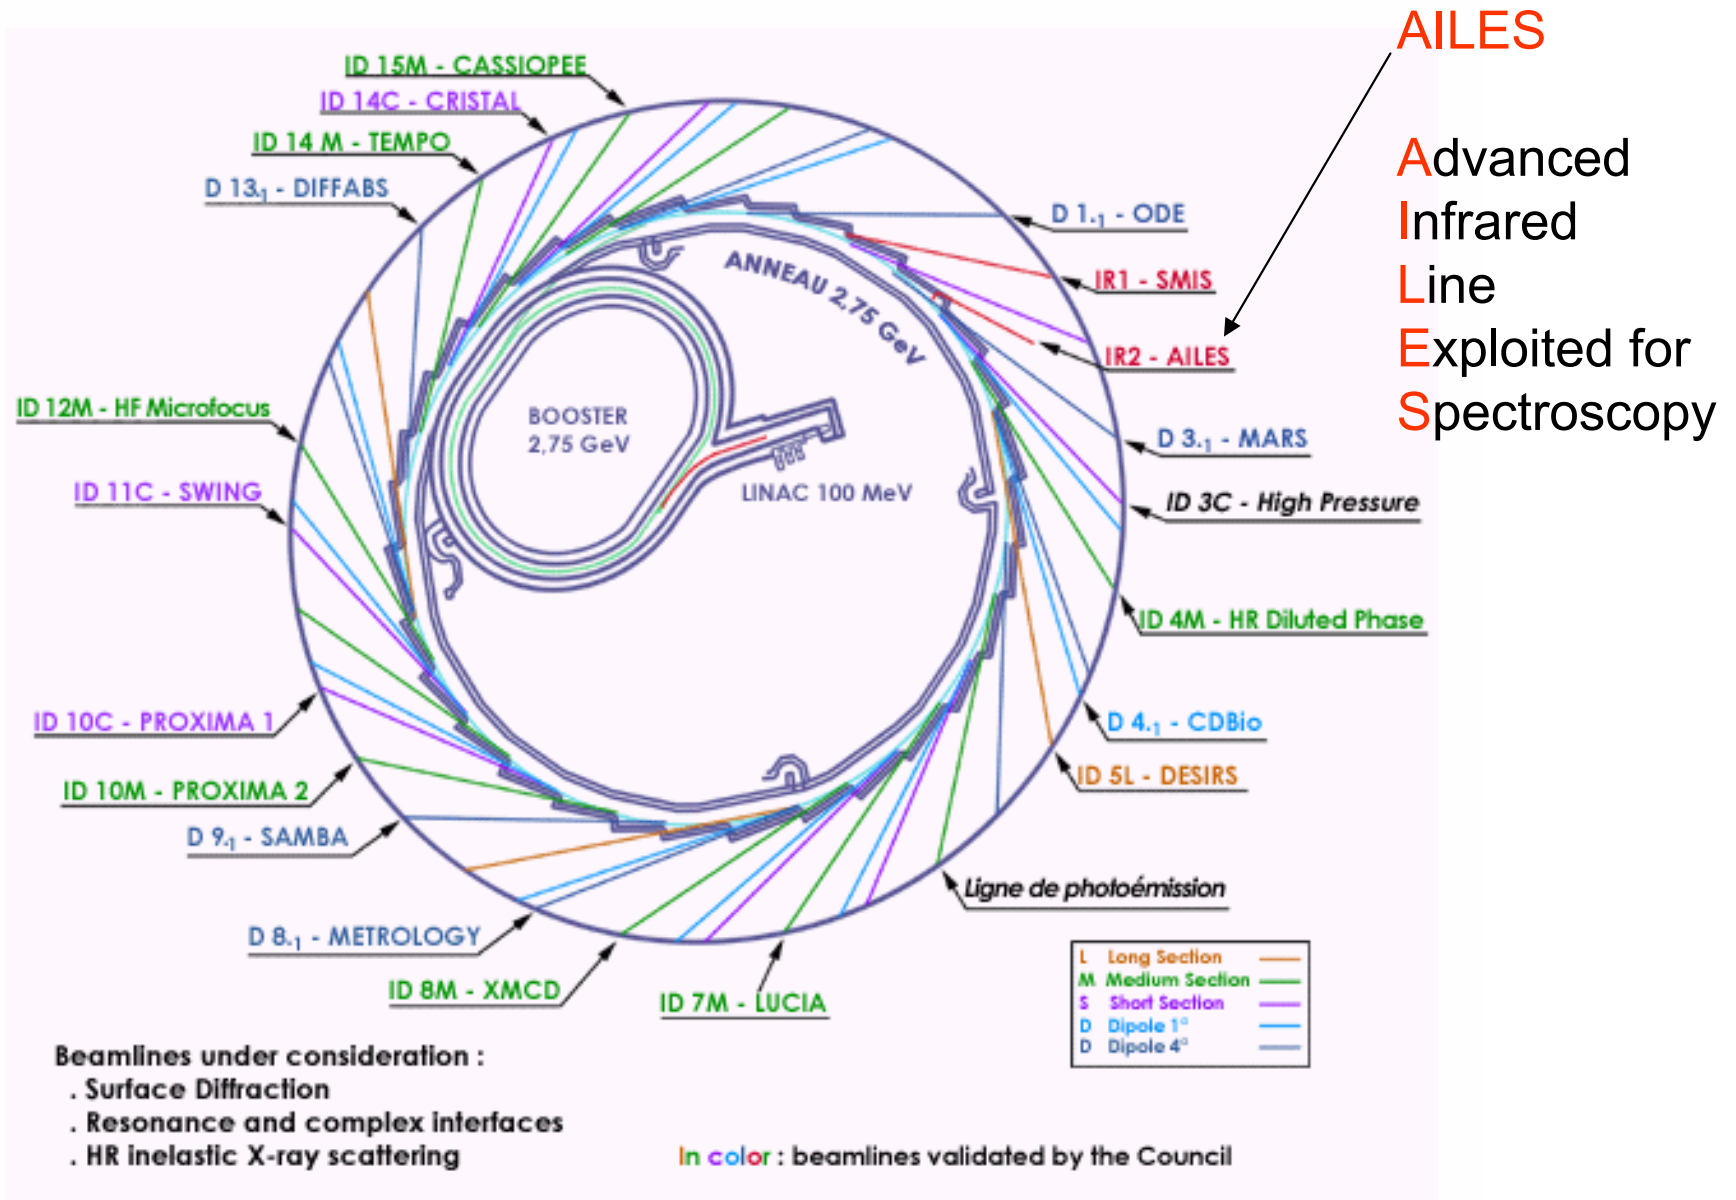 AILES
Advanced
Infrared
Line
Exploited for
Spectroscopy
ID 15M - CASSIOPEE
ID 14C - CRISTAL
ID 14 M - TEMPO
D 13.1 - DIFFABS
ID 12M - HF Microfocus
ID 11C - SWING
ID 10C - PROXIMA 1
ID 10M - PROXIMA 2
D 9.1 - SAMBA
D 8.1 - METROLOGY
ID 8M - XMCD
ID 7M - LUCIA
D 1.1 - ODE
IR1 - SMIS
IR2 - AILES
D 3.1 - MARS
ID 3C - High Pressure
ID 4M - HR Diluted Phase
D 4.1 - CDBio
ID 5L - DESIRS
Ligne de photoémission
ANNEAU 2,75 GeV
BOOSTER
2,75 GeV
LINAC 100 MeV
L Long Section
M Medium Section
S Short Section
D Dipole 1°
D Dipole 4°
Beamlines under consideration :
. Surface Diffraction
. Resonance and complex interfaces
. HR inelastic X-ray scattering
In color : beamlines validated by the Council